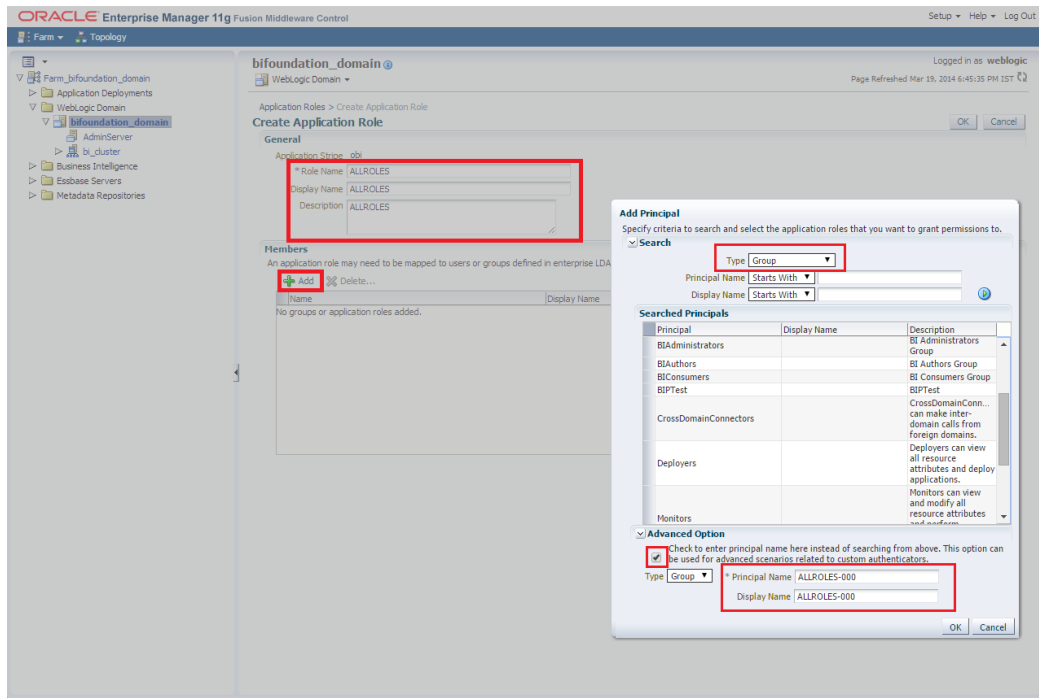 ORACLE Enterprise Manager 11g Fusion Middleware Control
Setup Help Log Out
Farm Topology
Farm_bifoundation_domain
Application Deployments
WebLogic Domain
bifoundation_domain
AdminServer
bi_cluster
Business Intelligence
Essbase Servers
Metadata Repositories
bifoundation_domain
Logged in as weblogic
WebLogic Domain
Page Refreshed Mar 19, 2014 6:45:35 PM IST
Application Roles > Create Application Role
Create Application Role
OK Cancel
General
Application Stripe obi
* Role Name ALLROLES
Display Name ALLROLES
Description ALLROLES
Members
An application role may need to be mapped to users or groups defined in enterprise LDA
Add Delete...
Name Display Name
No groups or application roles added.
Add Principal
Specify criteria to search and select the application roles that you want to grant permissions to.
Search
Type Group
Principal Name Starts With
Display Name Starts With
Searched Principals
Principal Display Name Description
BIAdministrators BI Administrators
Group
BIAuthors BI Authors Group
BIConsumers BI Consumers Group
BIPTest BIPTest
CrossDomainConn...
can make inter-
CrossDomainConnectors
domain calls from
foreign domains.
Deployers can view
all resource
Deployers
attributes and deploy
applications.
Monitors can view
and modify all
resource attributes
Monitors
and perform
Advanced Option
Check to enter principal name here instead of searching from above. This option can
be used for advanced scenarios related to custom authenticators.
Type Group * Principal Name ALLROLES-000
Display Name ALLROLES-000
OK Cancel